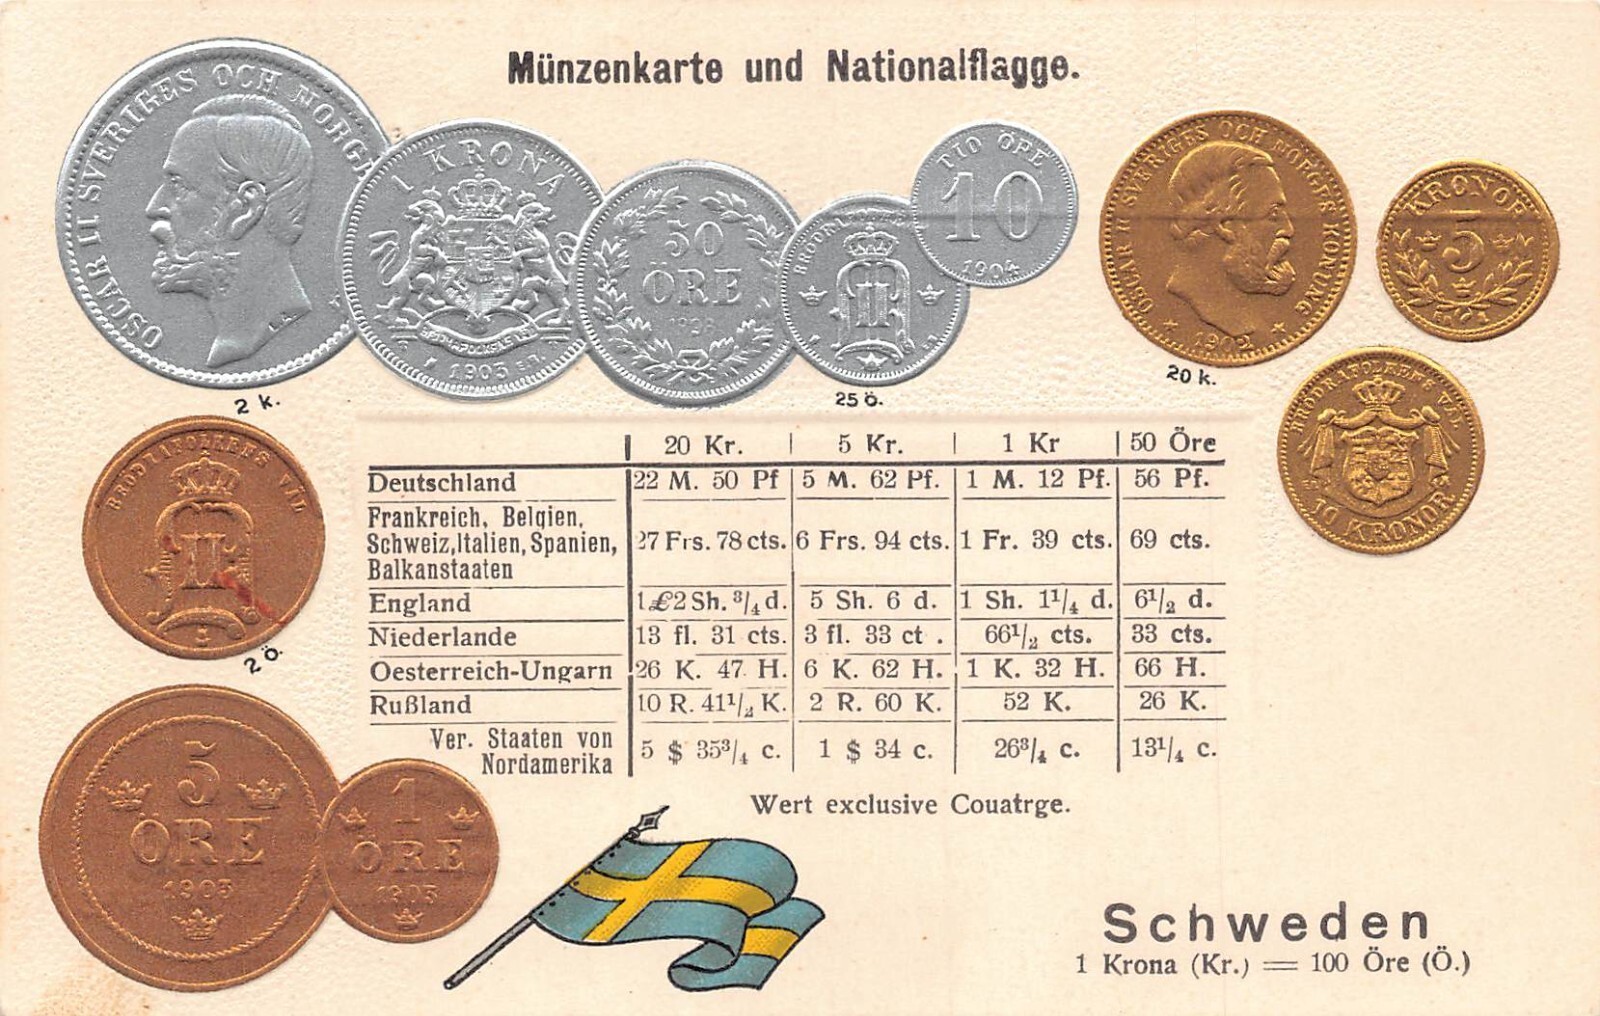 Münzenkarte und Nationalflagge.
OSCAR II SVERIGES OCH NORGE
2 K.
1 KRONA
1903
50
ÖRE
25 Ö.
TIO ÖRE
10
1904
OSCAR II SVERIGES OCH NORGES KONUNG
1902
20 K.
KRONOR
5
BRÖDRAFOLKENS VÄL
10 KRONOR
BRÖDRAFOLKENS VÄL
II
2 Ö.
5
ÖRE
1903
1
ÖRE
20 Kr. 5 Kr. 1 Kr 50 Öre
Deutschland 22 M. 50 Pf 5 M. 62 Pf. 1 M. 12 Pf. 56 Pf.
Frankreich, Belgien,
Schweiz, Italien, Spanien, 27 Frs. 78 cts. 6 Frs. 94 cts. 1 Fr. 39 cts. 69 cts.
Balkanstaaten
England 1 £ 2 Sh. 3/4 d. 5 Sh. 6 d. 1 Sh. 1 1/4 d. 6 1/2 d.
Niederlande 13 fl. 31 cts. 3 fl. 33 ct . 66 1/2 cts. 33 cts.
Oesterreich-Ungarn 26 K. 47 H. 6 K. 62 H. 1 K. 32 H. 66 H.
Rußland 10 R. 41 1/2 K. 2 R. 60 K. 52 K. 26 K.
Ver. Staaten von
Nordamerika 5 $ 35 3/4 c. 1 $ 34 c. 26 3/4 c. 13 1/4 c.
Wert exclusive Couatrge.
Schweden
1 Krona (Kr.) = 100 Öre (Ö.)